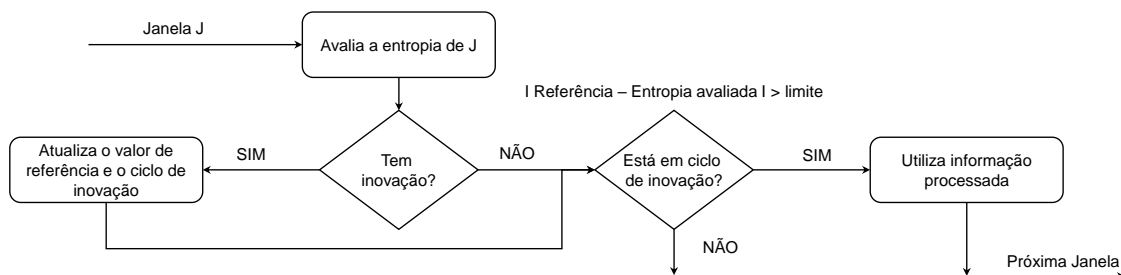 Janela J
Avalia a entropia de J
I Referência – Entropia avaliada I > limite
Atualiza o valor de
referência e o ciclo de
inovação
SIM
Tem
inovação?
NÃO
Está em ciclo
de inovação?
SIM
Utiliza informação
processada
NÃO
Próxima Janela